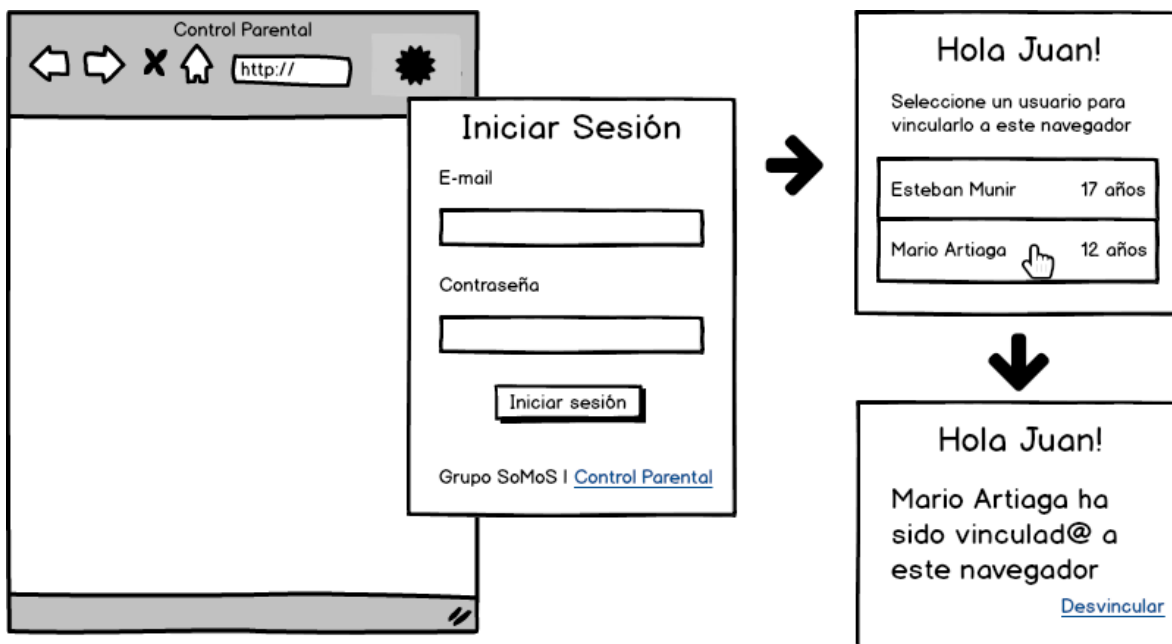 Control Parental
http://
Iniciar Sesión
E-mail
Contraseña
Iniciar sesión
Grupo SoMoS | Control Parental
Hola Juan!
Seleccione un usuario para
vincularlo a este navegador
Esteban Munir 17 años
Mario Artiaga 12 años
Hola Juan!
Mario Artiaga ha
sido vinculad@ a
este navegador
Desvincular